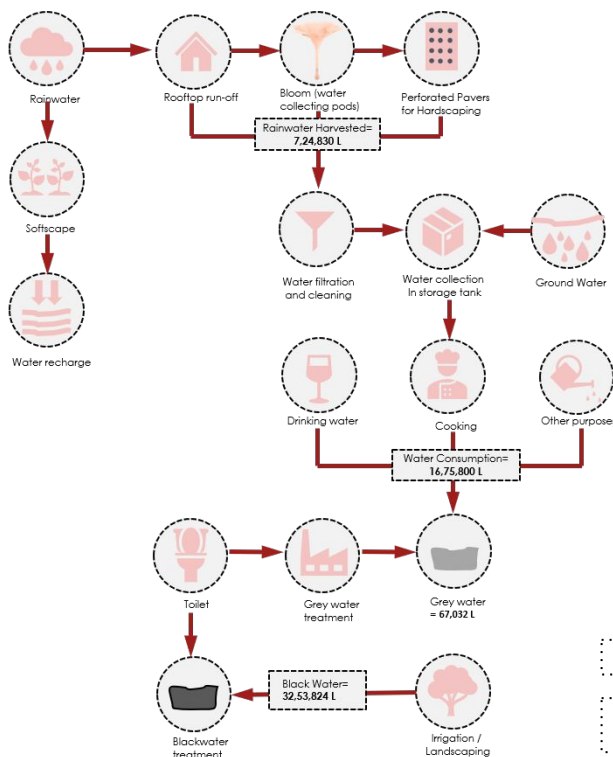 Rainwater
Rooftop run-off
Bloom (water
collecting pods)
Perforated Pavers
for Hardscaping
Rainwater Harvested=
7,24,830 L
Softscape
Water filtration
and cleaning
Water collection
In storage tank
Ground Water
Water recharge
Drinking water
Cooking
Other purpose
Water Consumption=
16,75,800 L
Toilet
Grey water
treatment
Grey water
= 67,032 L
Black Water=
32,53,824 L
Blackwater
treatment
Irrigation /
Landscaping